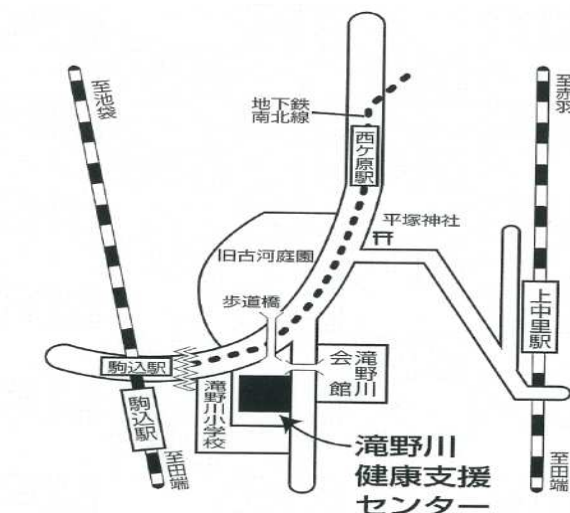 至池袋
至赤羽
地下鉄
南北線
西ケ原駅
平塚神社
旧古河庭園
歩道橋
上中里駅
駒込駅
駒込駅
滝野川小学校
滝野川
会館
至田端
至田端
滝野川
健康支援
センター